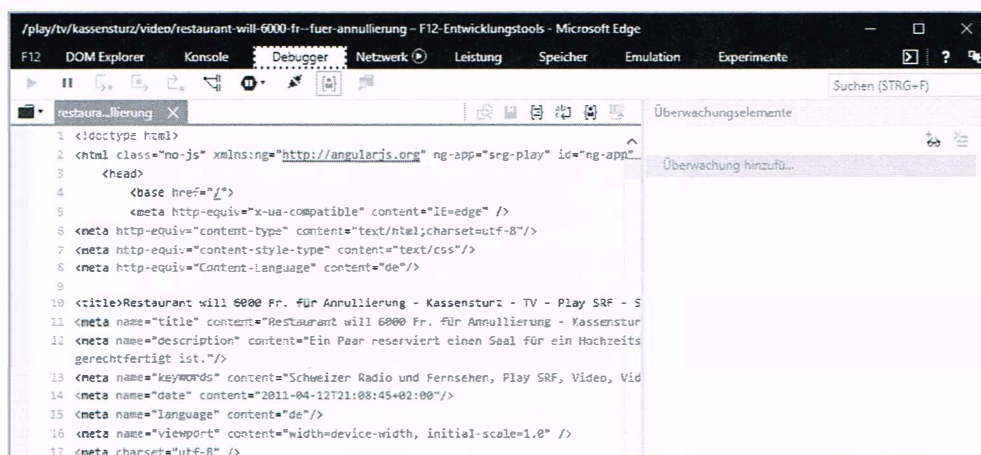 /play/tv/kassensturz/video/restaurant-will-6000-fr--fuer-annullierung – F12-Entwicklungstools - Microsoft Edge
F12 DOM Explorer Konsole Debugger Netzwerk Leistung Speicher Emulation Experimente ?
Suchen (STRG+F)
restaura...llierung X
Überwachungselemente
Überwachung hinzufü...
1 <!doctype html>
2 <html class="no-js" xmlns:ng="http://angularjs.org" ng-app="srg-play" id="ng-app"
3 <head>
4 <base href="/">
5 <meta http-equiv="x-ua-compatible" content="IE=edge" />
6 <meta http-equiv="content-type" content="text/html;charset=utf-8"/>
7 <meta http-equiv="content-style-type" content="text/css"/>
8 <meta http-equiv="Content-Language" content="de"/>
9
10 <title>Restaurant will 6000 Fr. für Annullierung - Kassensturz - TV - Play SRF - S
11 <meta name="title" content="Restaurant will 6000 Fr. für Annullierung - Kassenstur
12 <meta name="description" content="Ein Paar reserviert einen Saal für ein Hochzeits
gerechtfertigt ist."/>
13 <meta name="keywords" content="Schweizer Radio und Fernsehen, Play SRF, Video, Vid
14 <meta name="date" content="2011-04-12T21:08:45+02:00"/>
15 <meta name="language" content="de"/>
16 <meta name="viewport" content="width=device-width, initial-scale=1.0" />
17 <meta charset="utf-8" />